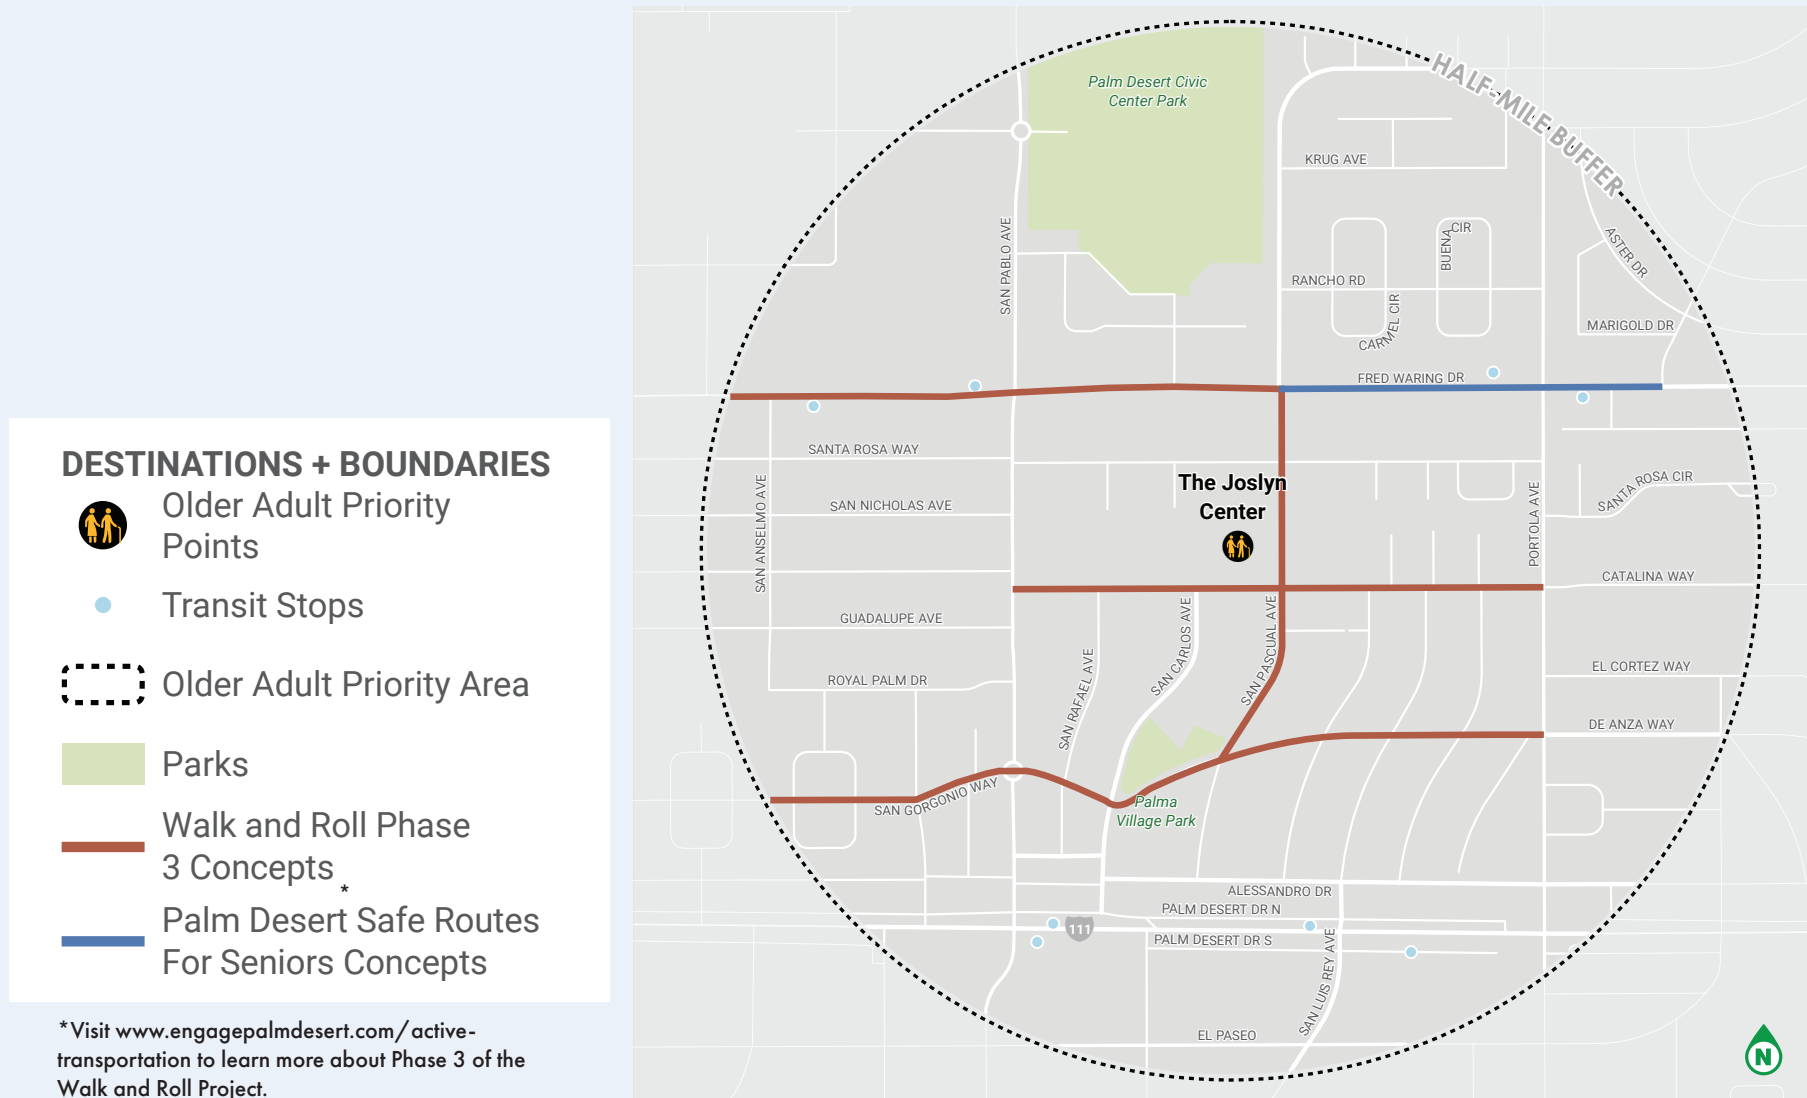 DESTINATIONS + BOUNDARIES
Older Adult Priority
Points
Transit Stops
Older Adult Priority Area
Parks
Walk and Roll Phase
3 Concepts
*
Palm Desert Safe Routes
For Seniors Concepts
*Visit www.engagepalmdesert.com/active-
transportation to learn more about Phase 3 of the
Walk and Roll Project.
HALF-MILE BUFFER
Palm Desert Civic
Center Park
KRUG AVE
SAN PABLO AVE
BUENA
CIR
ASTER DR
RANCHO RD
CARMEL CIR
MARIGOLD DR
FRED WARING DR
SANTA ROSA WAY
SAN ANSELMO AVE
SAN NICHOLAS AVE
The Joslyn
Center
PORTOLA AVE
SANTA ROSA CIR
CATALINA WAY
GUADALUPE AVE
SAN RAFAEL AVE
SAN CARLOS AVE
SAN PASCUAL AVE
EL CORTEZ WAY
ROYAL PALM DR
DE ANZA WAY
SAN GORGONIO WAY
Palma
Village Park
ALESSANDRO DR
PALM DESERT DR N
111
PALM DESERT DR S
SAN LUIS REY AVE
EL PASEO
N